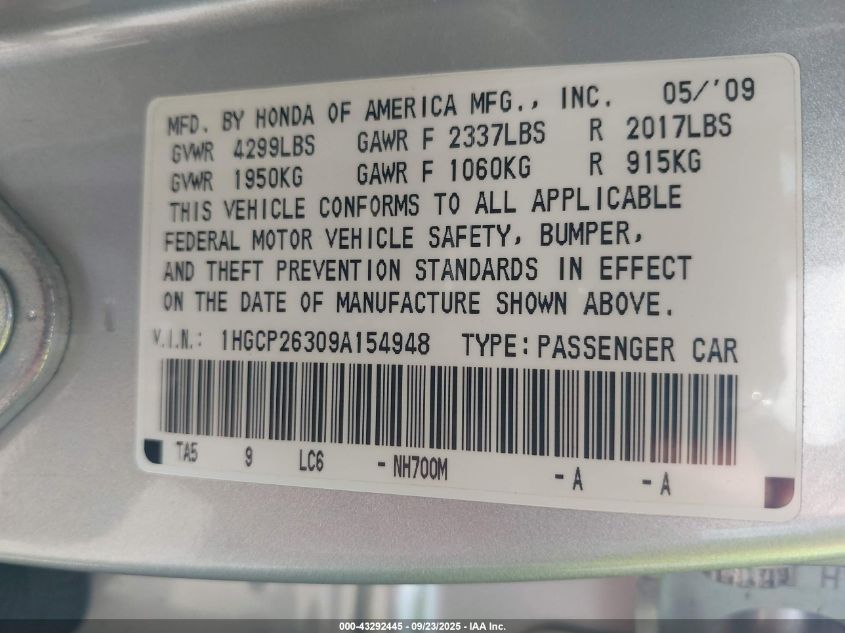 MFD. BY HONDA OF AMERICA MFG., INC. 05/'09
GVWR 4299LBS GAWR F 2337LBS R 2017LBS
GVWR 1950KG GAWR F 1060KG R 915KG
THIS VEHICLE CONFORMS TO ALL APPLICABLE
FEDERAL MOTOR VEHICLE SAFETY, BUMPER,
AND THEFT PREVENTION STANDARDS IN EFFECT
ON THE DATE OF MANUFACTURE SHOWN ABOVE.
V.I.N.: 1HGCP26309A154948 TYPE: PASSENGER CAR
TA5 9 LC6 - NH700M - A - A
000-43292445 - 09/23/2025 - IAA Inc.